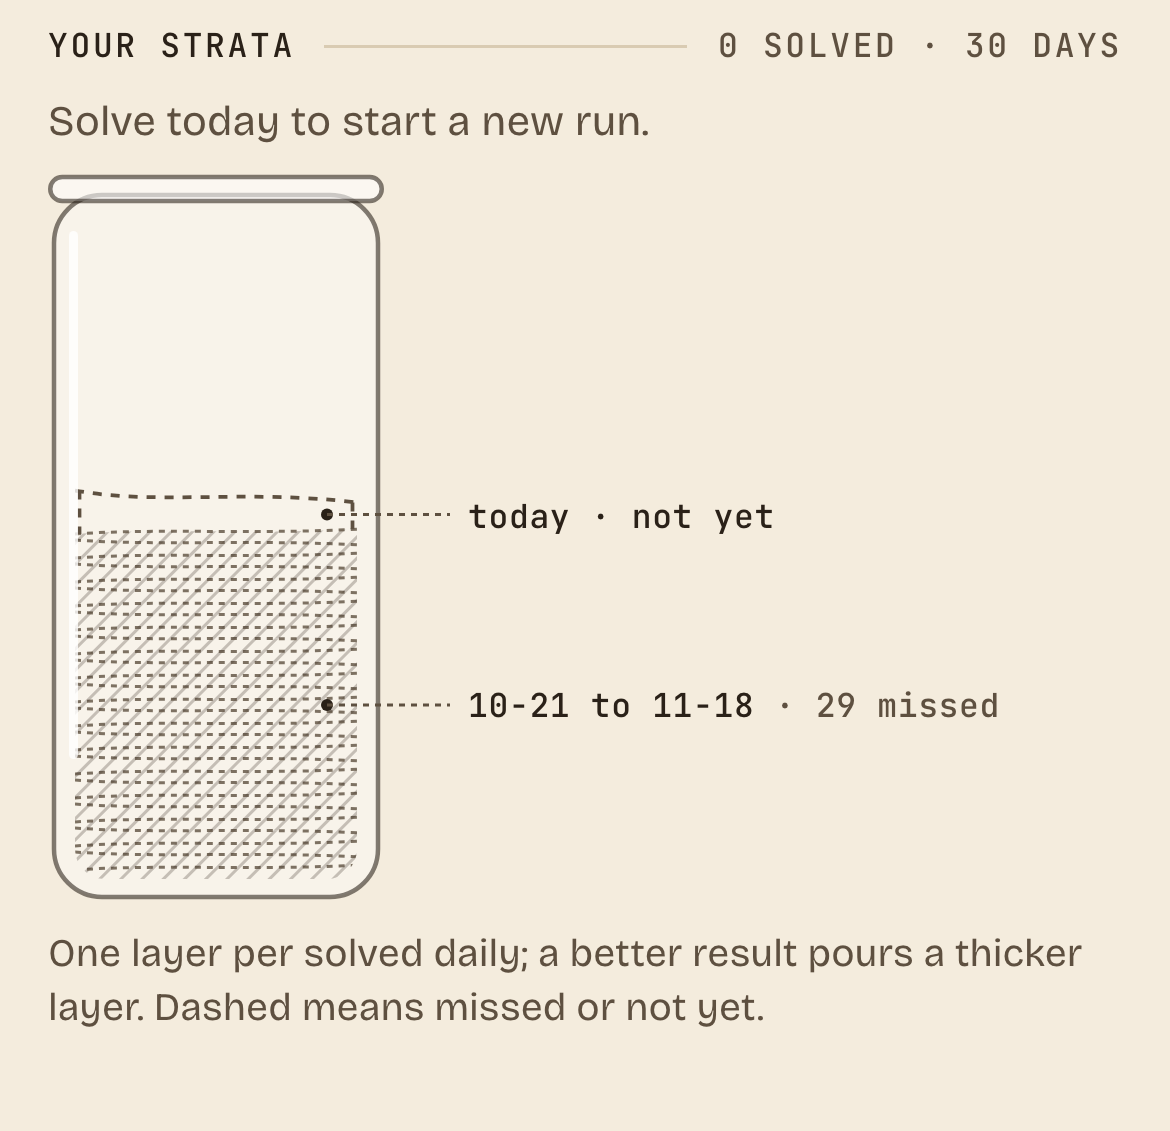 YOUR STRATA 0 SOLVED · 30 DAYS
Solve today to start a new run.
today · not yet
10-21 to 11-18 · 29 missed
One layer per solved daily; a better result pours a thicker
layer. Dashed means missed or not yet.